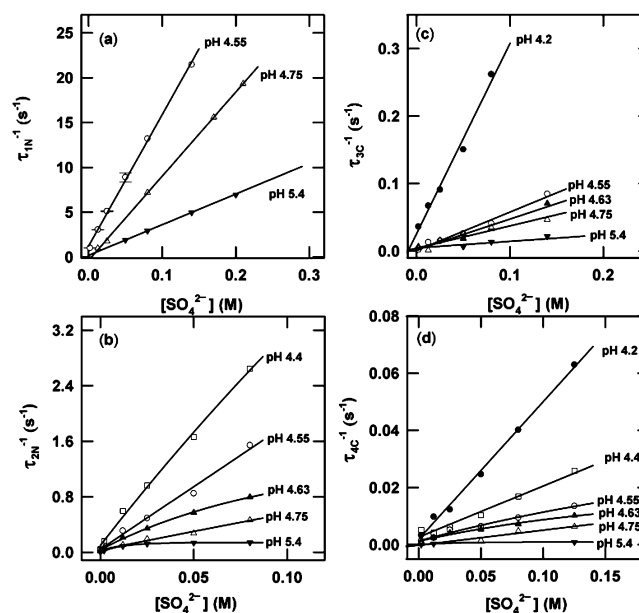 (a)
pH 4.55
pH 4.75
pH 5.4
25
20
15
10
5
0
τ1N⁻¹ (s⁻¹)
0.0 0.1 0.2 0.3
[SO₄²⁻] (M)
(c)
pH 4.2
pH 4.55
pH 4.63
pH 4.75
pH 5.4
0.3
0.2
0.1
0.0
τ3C⁻¹ (s⁻¹)
0.0 0.1 0.2
[SO₄²⁻] (M)
(b)
pH 4.4
pH 4.55
pH 4.63
pH 4.75
pH 5.4
3.2
2.4
1.6
0.8
0.0
τ2N⁻¹ (s⁻¹)
0.00 0.05 0.10
[SO₄²⁻] (M)
(d)
pH 4.2
pH 4.4
pH 4.55
pH 4.63
pH 4.75
pH 5.4
0.08
0.06
0.04
0.02
0.00
τ4C⁻¹ (s⁻¹)
0.00 0.05 0.10 0.15
[SO₄²⁻] (M)